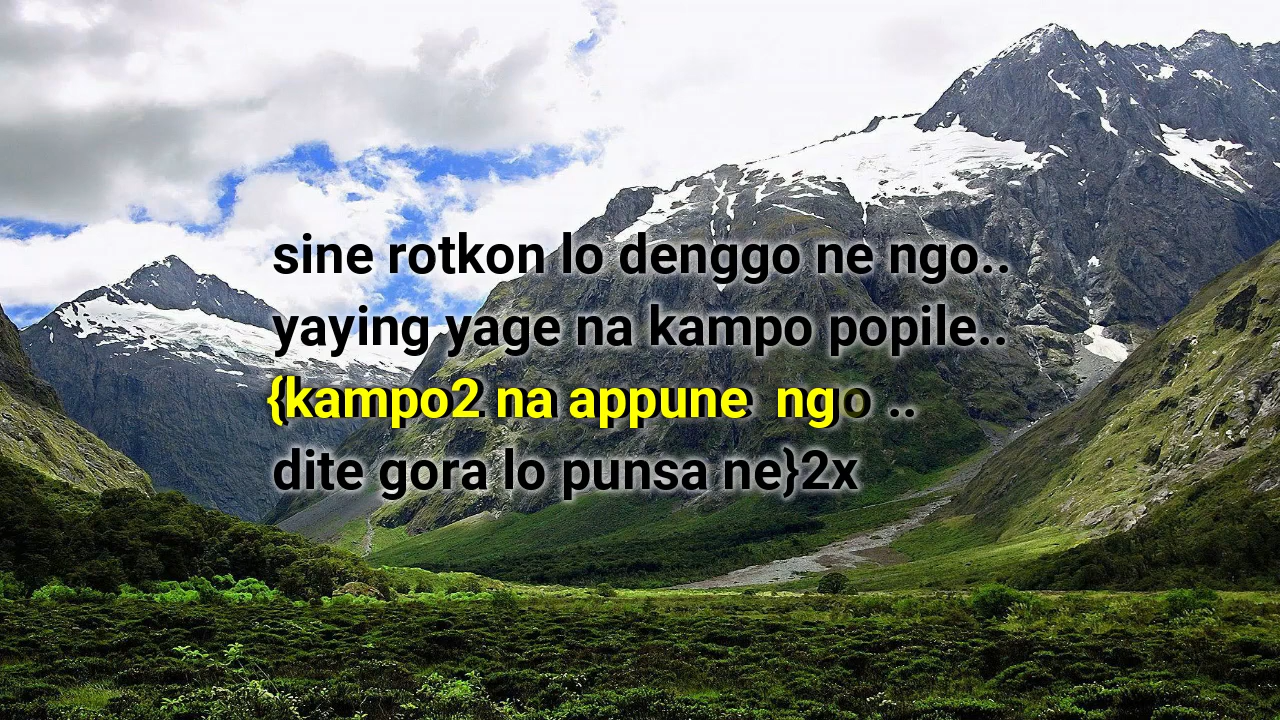 sine rotkon lo denggo ne ngo..
yaying yage na kampo popile..
{kampo2 na appune  ngo ..
dite gora lo punsa ne}2x